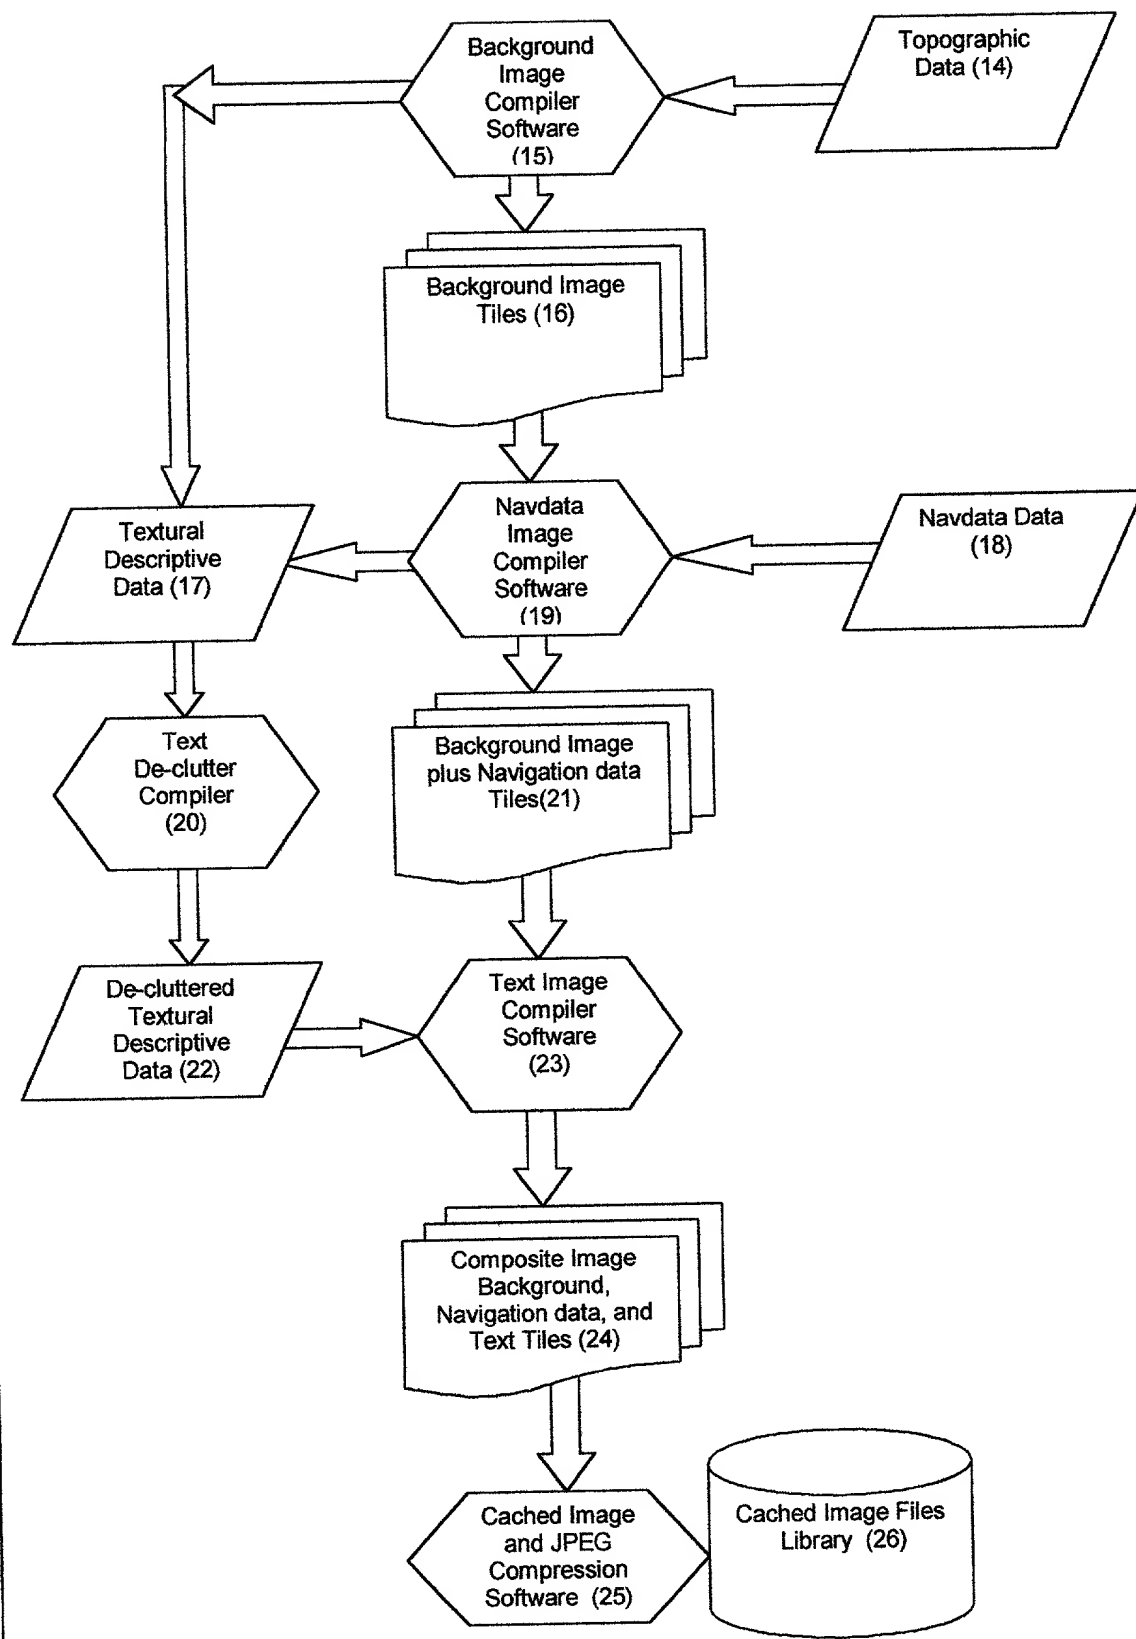 Background
Image
Compiler
Software
(15)
Topographic
Data (14)
Background Image
Tiles (16)
Textural
Descriptive
Data (17)
Navdata
Image
Compiler
Software
(19)
Navdata Data
(18)
Text
De-clutter
Compiler
(20)
Background Image
plus Navigation data
Tiles(21)
De-cluttered
Textural
Descriptive
Data (22)
Text Image
Compiler
Software
(23)
Composite Image
Background,
Navigation data, and
Text Tiles (24)
Cached Image
and JPEG
Compression
Software (25)
Cached Image Files
Library (26)